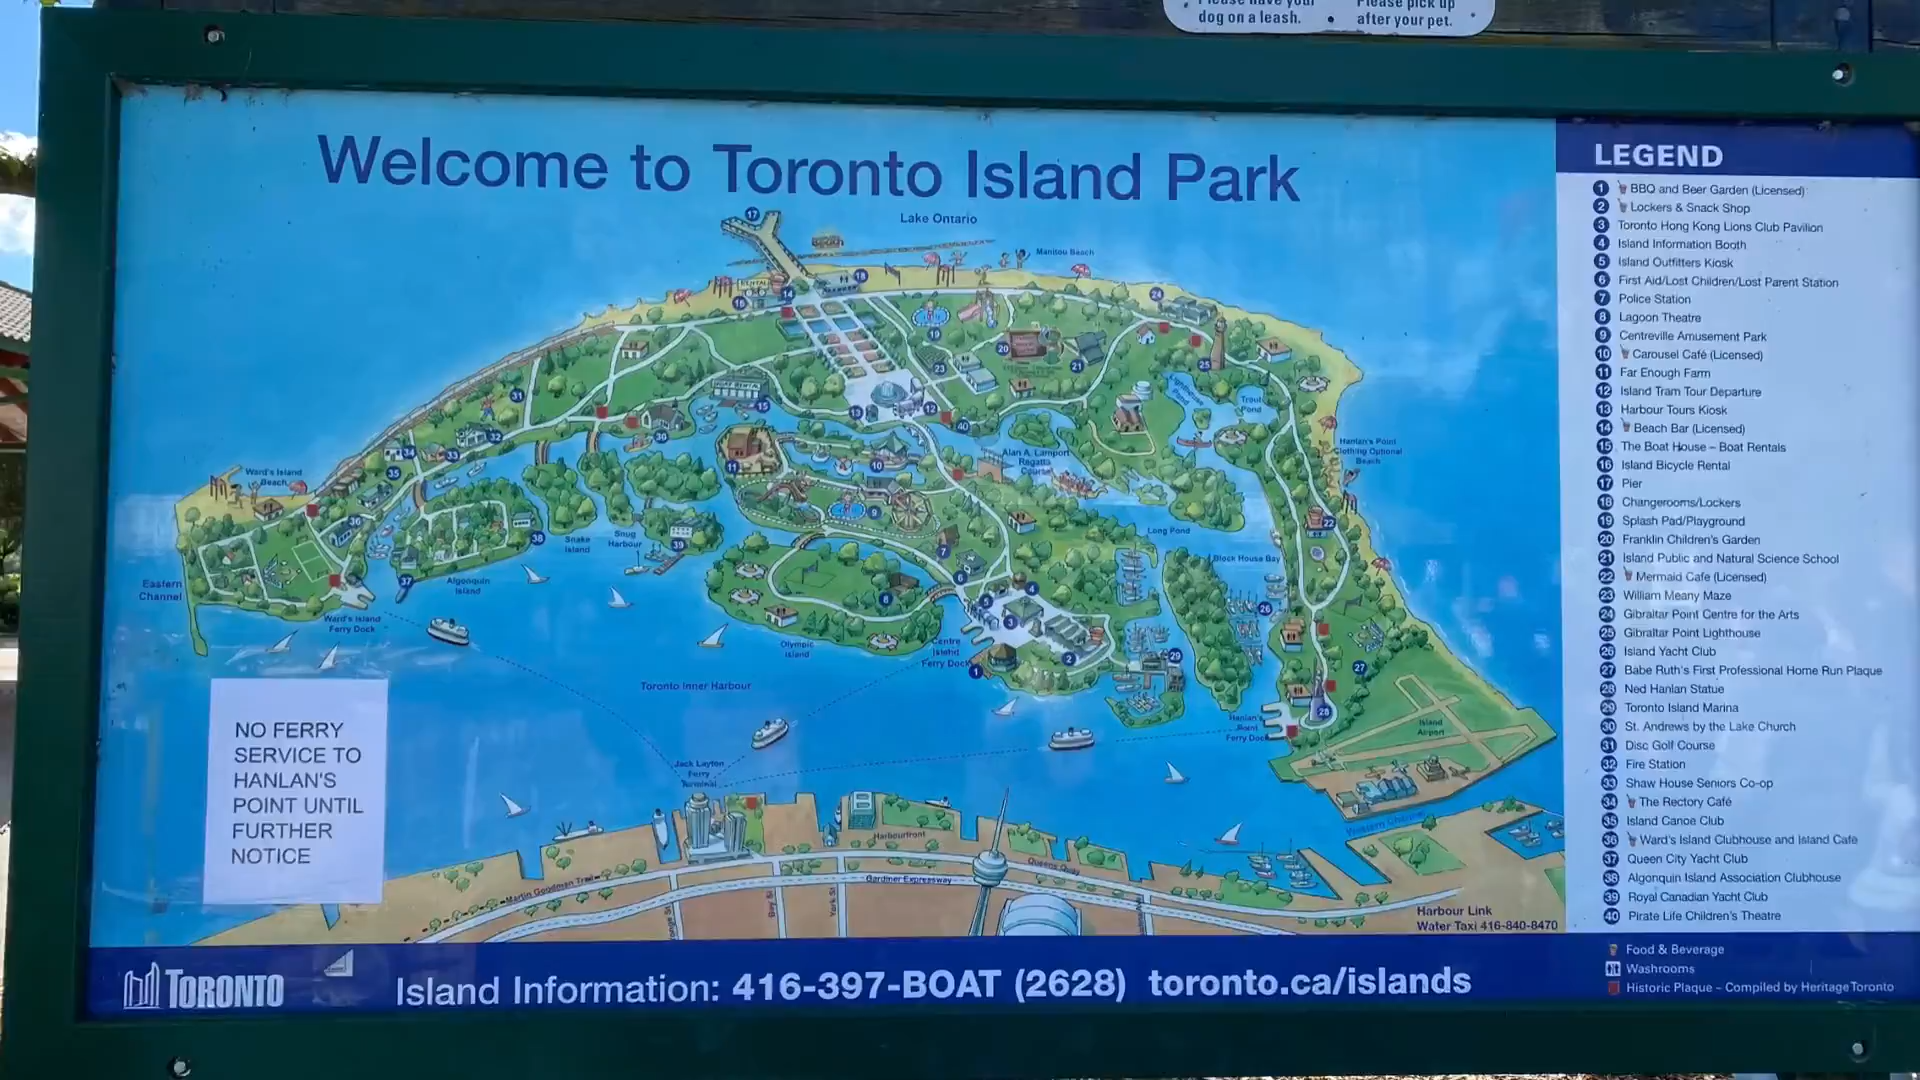 dog on a leash. • after your pet.
Please pick up
Welcome to Toronto Island Park
Lake Ontario
Manitou Beach
Ward's Island
Beach
Eastern
Channel
Ward's Island
Ferry Dock
Algonquin
Island
Snake
Island
Snug
Harbour
Olympic
Island
Centre
Island
Ferry Dock
Toronto Inner Harbour
Alan A. Lamport
Regatta
Course
Lighthouse
Pond
Trout
Pond
Hanlan's Point
Clothing Optional
Beach
Long Pond
Block House Bay
Hanlan's
Point
Ferry Dock
Island
Airport
Western Channel
Jack Layton
Ferry
Terminal
Harbourfront
Queens Quay
Martin Goodman Trail
Gardiner Expressway
Bay St
York St
Harbour Link
Water Taxi 416-840-8470
NO FERRY
SERVICE TO
HANLAN'S
POINT UNTIL
FURTHER
NOTICE
LEGEND
1 BBQ and Beer Garden (Licensed)
2 Lockers & Snack Shop
3 Toronto Hong Kong Lions Club Pavilion
4 Island Information Booth
5 Island Outfitters Kiosk
6 First Aid/Lost Children/Lost Parent Station
7 Police Station
8 Lagoon Theatre
9 Centreville Amusement Park
10 Carousel Café (Licensed)
11 Far Enough Farm
12 Island Tram Tour Departure
13 Harbour Tours Kiosk
14 Beach Bar (Licensed)
15 The Boat House – Boat Rentals
16 Island Bicycle Rental
17 Pier
18 Changerooms/Lockers
19 Splash Pad/Playground
20 Franklin Children's Garden
21 Island Public and Natural Science School
22 Mermaid Cafe (Licensed)
23 William Meany Maze
24 Gibraltar Point Centre for the Arts
25 Gibraltar Point Lighthouse
26 Island Yacht Club
27 Babe Ruth's First Professional Home Run Plaque
28 Ned Hanlan Statue
29 Toronto Island Marina
30 St. Andrews by the Lake Church
31 Disc Golf Course
32 Fire Station
33 Shaw House Seniors Co-op
34 The Rectory Café
35 Island Canoe Club
36 Ward's Island Clubhouse and Island Cafe
37 Queen City Yacht Club
38 Algonquin Island Association Clubhouse
39 Royal Canadian Yacht Club
40 Pirate Life Children's Theatre
Food & Beverage
Washrooms
Historic Plaque – Compiled by Heritage Toronto
TORONTO
Island Information: 416-397-BOAT (2628) toronto.ca/islands